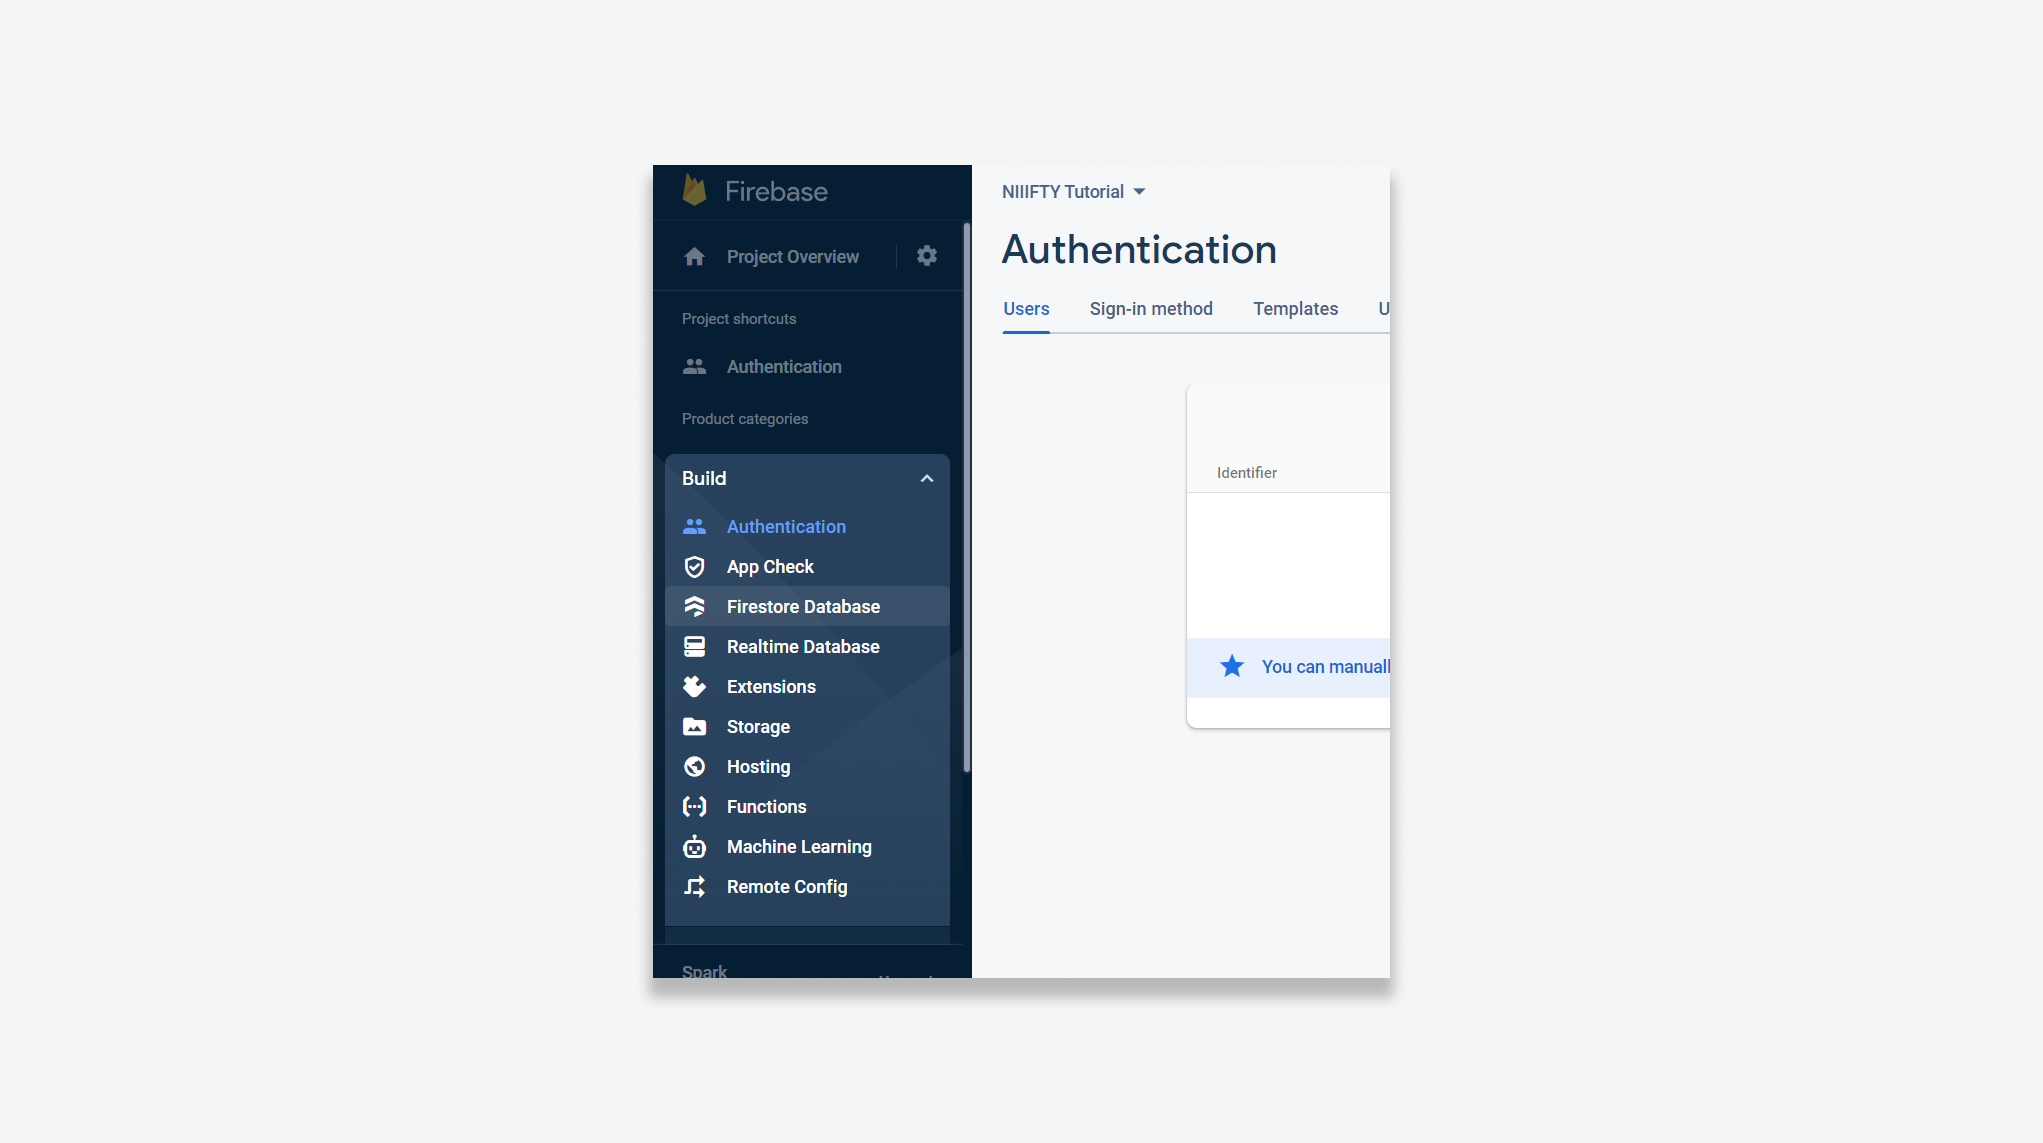 Firebase
Project Overview
Project shortcuts
Authentication
Product categories
Build
Authentication
App Check
Firestore Database
Realtime Database
Extensions
Storage
Hosting
Functions
Machine Learning
Remote Config
Spark
NIIIFTY Tutorial
Authentication
Users Sign-in method Templates U
Identifier
You can manuall